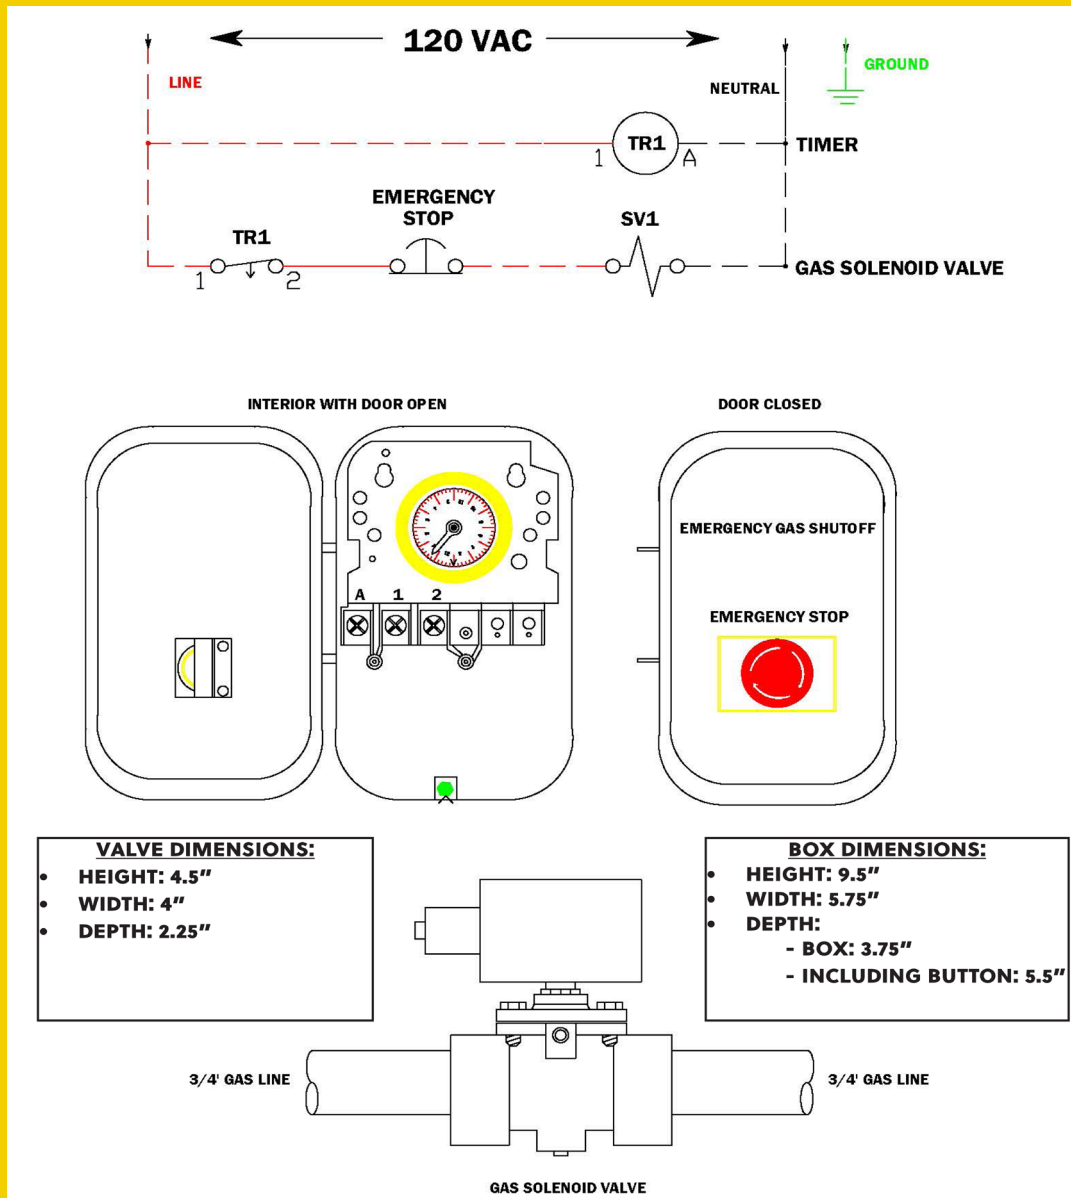 120 VAC
LINE
GROUND
NEUTRAL
TR1
1
A
TIMER
EMERGENCY
STOP
TR1
SV1
1
2
GAS SOLENOID VALVE
INTERIOR WITH DOOR OPEN
DOOR CLOSED
A 1 2
EMERGENCY GAS SHUTOFF
EMERGENCY STOP
VALVE DIMENSIONS:
• HEIGHT: 4.5”
• WIDTH: 4”
• DEPTH: 2.25”
BOX DIMENSIONS:
• HEIGHT: 9.5”
• WIDTH: 5.75”
• DEPTH:
- BOX: 3.75”
- INCLUDING BUTTON: 5.5”
3/4' GAS LINE
3/4' GAS LINE
GAS SOLENOID VALVE